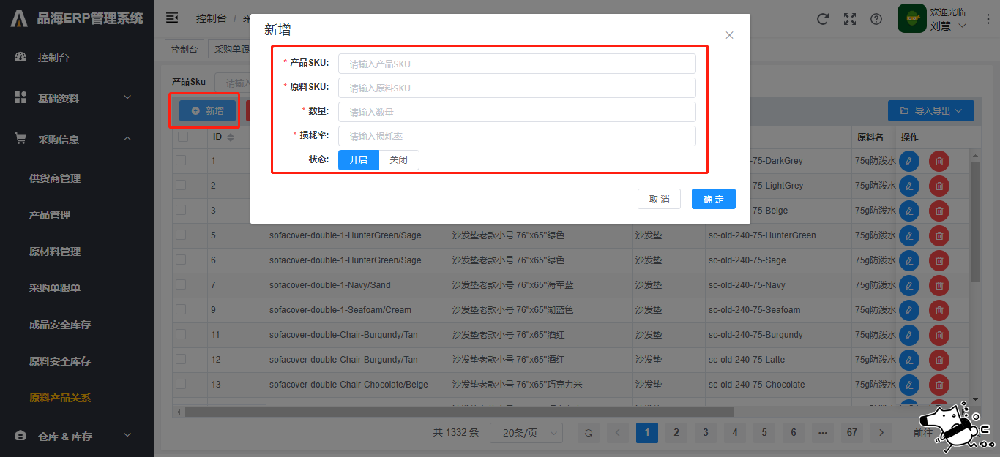 品海ERP管理系统
控制台
基础资料
采购信息
供货商管理
产品管理
原材料管理
采购单跟单
成品安全库存
原料安全库存
原料产品关系
仓库 & 库存
控制台 /
欢迎光临
刘慧
控制台
采购单跟
产品Sku
请输入
新增
导入导出
新增
* 产品SKU: 请输入产品SKU
* 原料SKU: 请输入原料SKU
* 数量: 请输入数量
* 损耗率: 请输入损耗率
状态: 开启 关闭
取 消 确 定
ID 原料名 操作
1 -75-DarkGrey 75g防泼水
2 -75-LightGrey 75g防泼水
3 -75-Beige 75g防泼水
5 sofacover-double-1-HunterGreen/Sage 沙发垫老款小号 76"x65"绿色 沙发垫 sc-old-240-75-HunterGreen 75g防泼水
6 sofacover-double-1-HunterGreen/Sage 沙发垫老款小号 76"x65"绿色 沙发垫 sc-old-240-75-Sage 75g防泼水
7 sofacover-double-1-Navy/Sand 沙发垫老款小号 76"x65"海军蓝 沙发垫 sc-old-240-75-Navy 75g防泼水
9 sofacover-double-1-Seafoam/Cream 沙发垫老款小号 76"x65"湖蓝色 沙发垫 sc-old-240-75-Seafoam 75g防泼水
11 sofacover-double-Chair-Burgundy/Tan 沙发垫老款小号 76"x65"酒红 沙发垫 sc-old-240-75-Burgundy 75g防泼水
12 sofacover-double-Chair-Burgundy/Tan 沙发垫老款小号 76"x65"酒红 沙发垫 sc-old-240-75-Latte 75g防泼水
13 sofacover-double-Chair-Chocolate/Beige 沙发垫老款小号 76"x65"巧克力米 沙发垫 sc-old-240-75-Chocolate 75g防泼水
共 1332 条 20条/页 1 2 3 4 5 6 ••• 67 前往